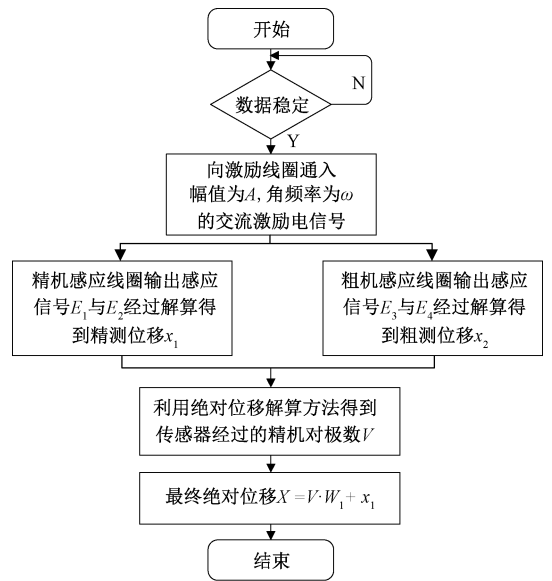 开始
N
数据稳定
Y
向激励线圈通入
幅值为A, 角频率为ω
的交流激励电信号
精机感应线圈输出感应
信号E₁与E₂经过解算得
到精测位移x₁
粗机感应线圈输出感应
信号E₃与E₄经过解算得
到粗测位移x₂
利用绝对位移解算方法得到
传感器经过的精机对极数V
最终绝对位移X =V·W₁+ x₁
结束